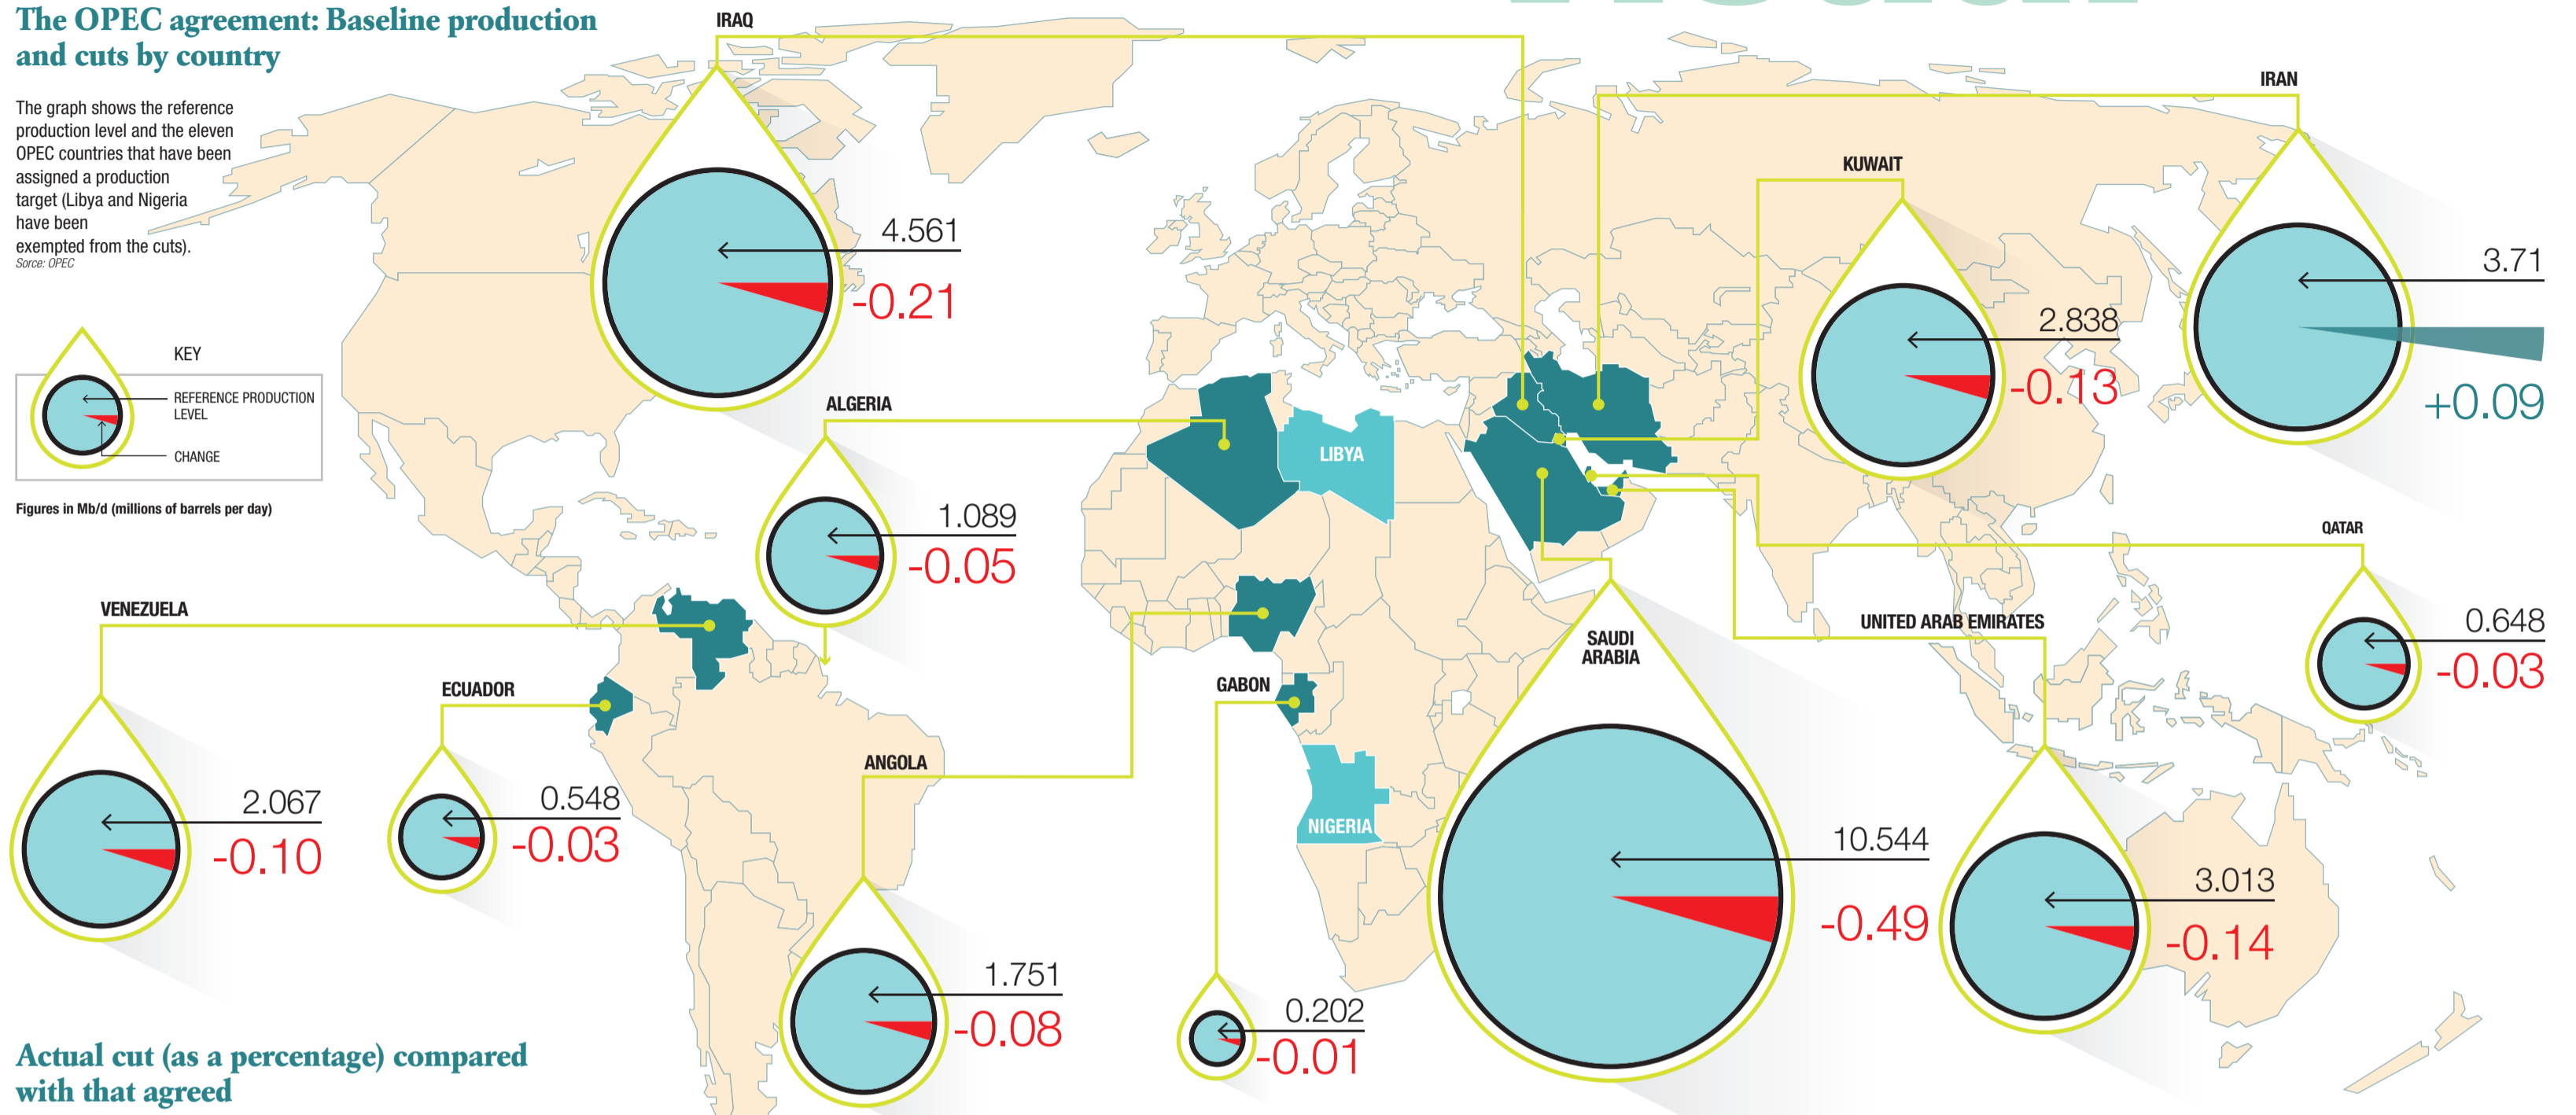 The OPEC agreement: Baseline production
and cuts by country
The graph shows the reference
production level and the eleven
OPEC countries that have been
assigned a production
target (Libya and Nigeria
have been
exempted from the cuts).
Sorce: OPEC
KEY
REFERENCE PRODUCTION
LEVEL
CHANGE
Figures in Mb/d (millions of barrels per day)
IRAQ
4.561
-0.21
IRAN
3.71
+0.09
KUWAIT
2.838
-0.13
ALGERIA
1.089
-0.05
LIBYA
QATAR
0.648
-0.03
VENEZUELA
2.067
-0.10
ECUADOR
0.548
-0.03
ANGOLA
1.751
-0.08
GABON
0.202
-0.01
NIGERIA
SAUDI
ARABIA
10.544
-0.49
UNITED ARAB EMIRATES
3.013
-0.14
Actual cut (as a percentage) compared
with that agreed